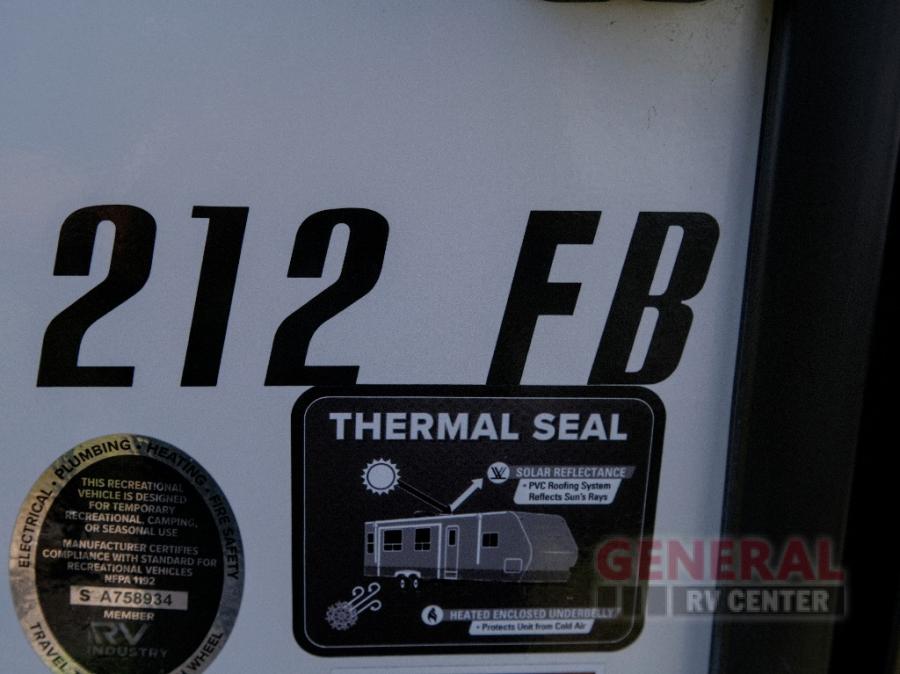 212 FB
THERMAL SEAL
SOLAR REFLECTANCE
• PVC Roofing System
Reflects Sun's Rays
HEATED ENCLOSED UNDERBELLY
• Protects Unit from Cold Air
ELECTRICAL • PLUMBING • HEATING • FIRE SAFETY
THIS RECREATIONAL
VEHICLE IS DESIGNED
FOR TEMPORARY
RECREATIONAL, CAMPING,
OR SEASONAL USE
MANUFACTURER CERTIFIES
COMPLIANCE WITH STANDARD FOR
RECREATIONAL VEHICLES
NFPA 1192
S A758934
MEMBER
RV
INDUSTRY
WHEEL
GENERAL
RV CENTER